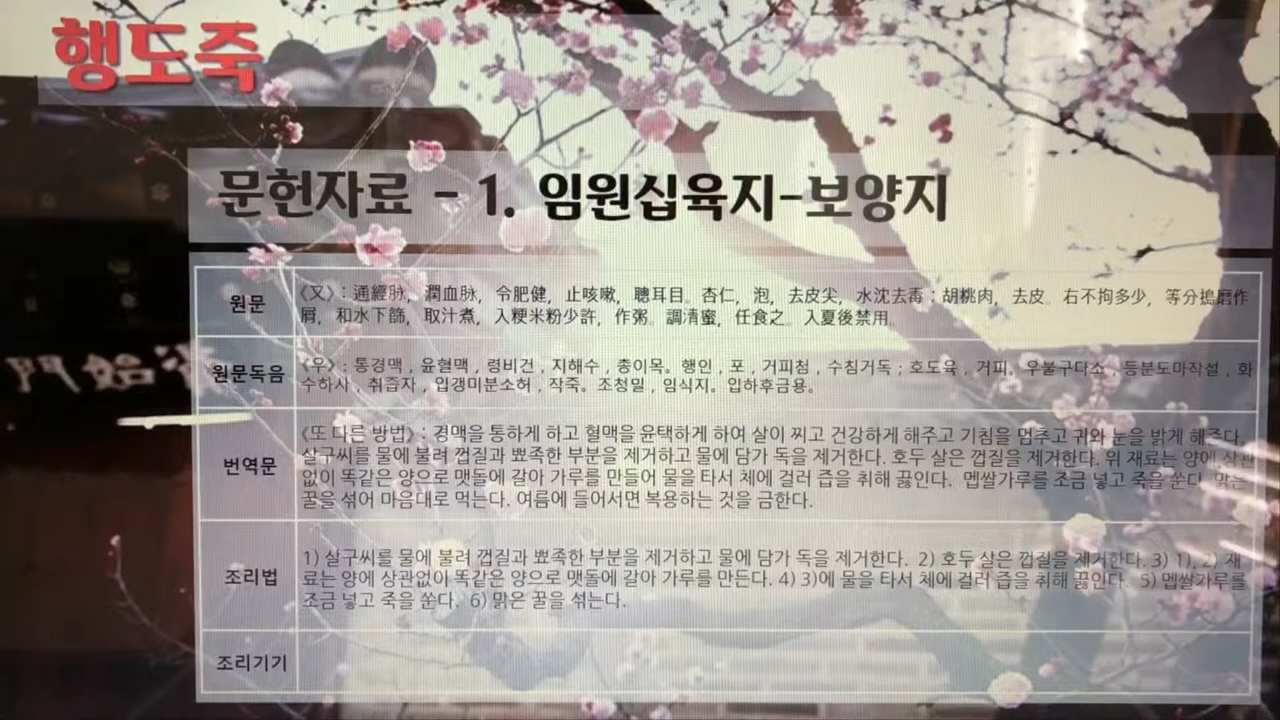 행도죽
문헌자료 - 1. 임원십육지-보양지
원문
《又》: 通經脉, 潤血脉, 令肥健, 止咳嗽, 聰耳目。杏仁, 泡, 去皮尖, 水沈去毒 ; 胡桃肉, 去皮。右不拘多少, 等分搗磨作
屑, 和水下篩, 取汁煮, 入粳米粉少許, 作粥。調清蜜, 任食之。入夏後禁用。
원문독음
《우》: 통경맥 , 윤혈맥 , 령비건 , 지해수 , 총이목。행인 , 포 , 거피첨 , 수침거독 ; 호도육 , 거피。우불구다소 , 등분도마작설 , 화
수하사 , 취즙자 , 입갱미분소허 , 작죽。조청밀 , 임식지。입하후금용。
번역문
《또 다른 방법》: 경맥을 통하게 하고 혈맥을 윤택하게 하여 살이 찌고 건강하게 해주고 기침을 멈추고 귀와 눈을 밝게 해준다.
살구씨를 물에 불려 껍질과 뾰족한 부분을 제거하고 물에 담가 독을 제거한다. 호두 살은 껍질을 제거한다. 위 재료는 양에 상관
없이 똑같은 양으로 맷돌에 갈아 가루를 만들어 물을 타서 체에 걸러 즙을 취해 끓인다. 멥쌀가루를 조금 넣고 죽을 쑨다. 맑은
꿀을 섞어 마음대로 먹는다. 여름에 들어서면 복용하는 것을 금한다.
조리법
1) 살구씨를 물에 불려 껍질과 뾰족한 부분을 제거하고 물에 담가 독을 제거한다. 2) 호두 살은 껍질을 제거한다. 3) 1), 2) 재
료는 양에 상관없이 똑같은 양으로 맷돌에 갈아 가루를 만든다. 4) 3)에 물을 타서 체에 걸러 즙을 취해 끓인다. 5) 멥쌀가루를
조금 넣고 죽을 쑨다. 6) 맑은 꿀을 섞는다.
조리기기
門始